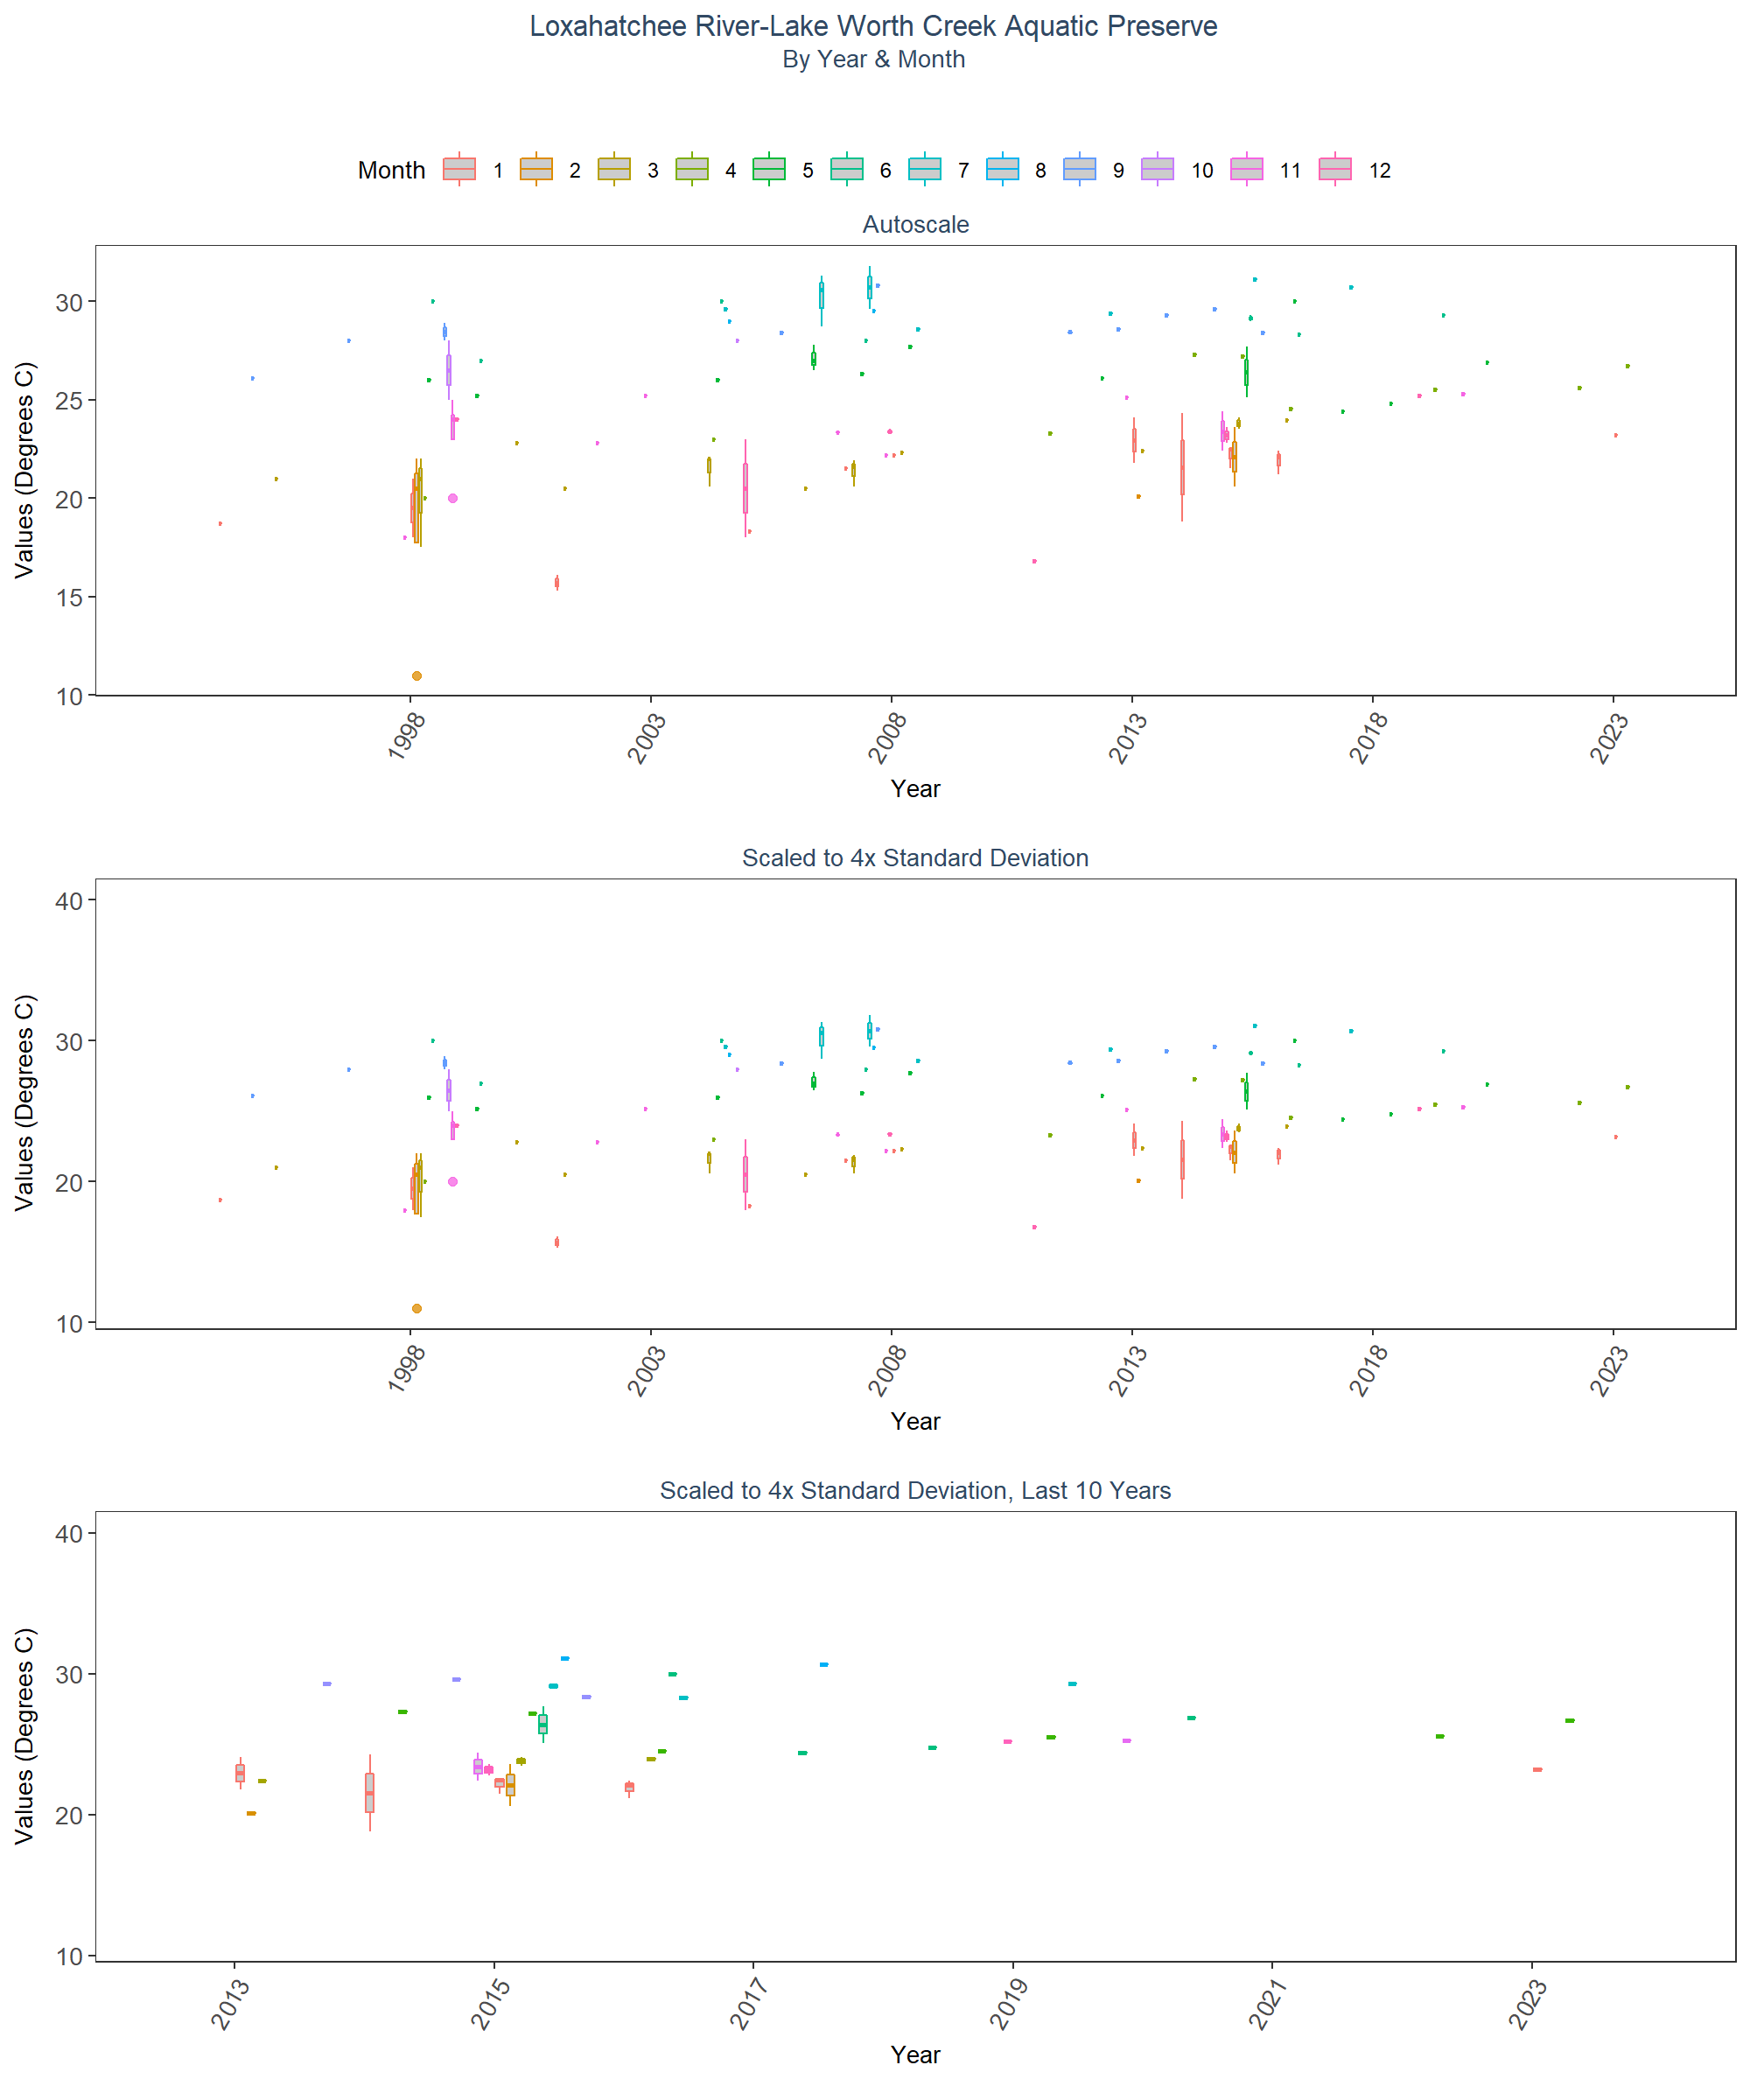 Loxahatchee River-Lake Worth Creek Aquatic Preserve
By Year & Month
Month 1 2 3 4 5 6 7 8 9 10 11 12
Autoscale
Values (Degrees C)
30
25
20
15
10
1998 2003 2008 2013 2018 2023
Year
Scaled to 4x Standard Deviation
Values (Degrees C)
40
30
20
10
1998 2003 2008 2013 2018 2023
Year
Scaled to 4x Standard Deviation, Last 10 Years
Values (Degrees C)
40
30
20
10
2013 2015 2017 2019 2021 2023
Year